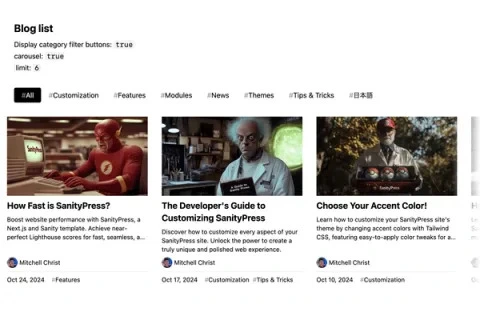 Blog list
Display category filter buttons: true
carousel: true
limit: 6
#All #Customization #Features #Modules #News #Themes #Tips & Tricks #日本語
SanityPress
How Fast is SanityPress?
Boost website performance with SanityPress, a
Next.js and Sanity template. Achieve near-
perfect Lighthouse scores for fast, seamless, a...
Mitchell Christ
Oct 24, 2024 #Features
The Developer's Guide to
Customizing SanityPress
Discover how to customize every aspect of your
SanityPress site. Unlock the power to create a
truly unique and polished web experience.
Mitchell Christ
Oct 17, 2024 #Customization #Tips & Tricks
SanityPress
Choose Your Accent Color!
Learn how to customize your SanityPress site's
theme by changing accent colors with Tailwind
CSS, featuring easy-to-apply color tweaks for a...
Mitchell Christ
Oct 10, 2024 #Customization